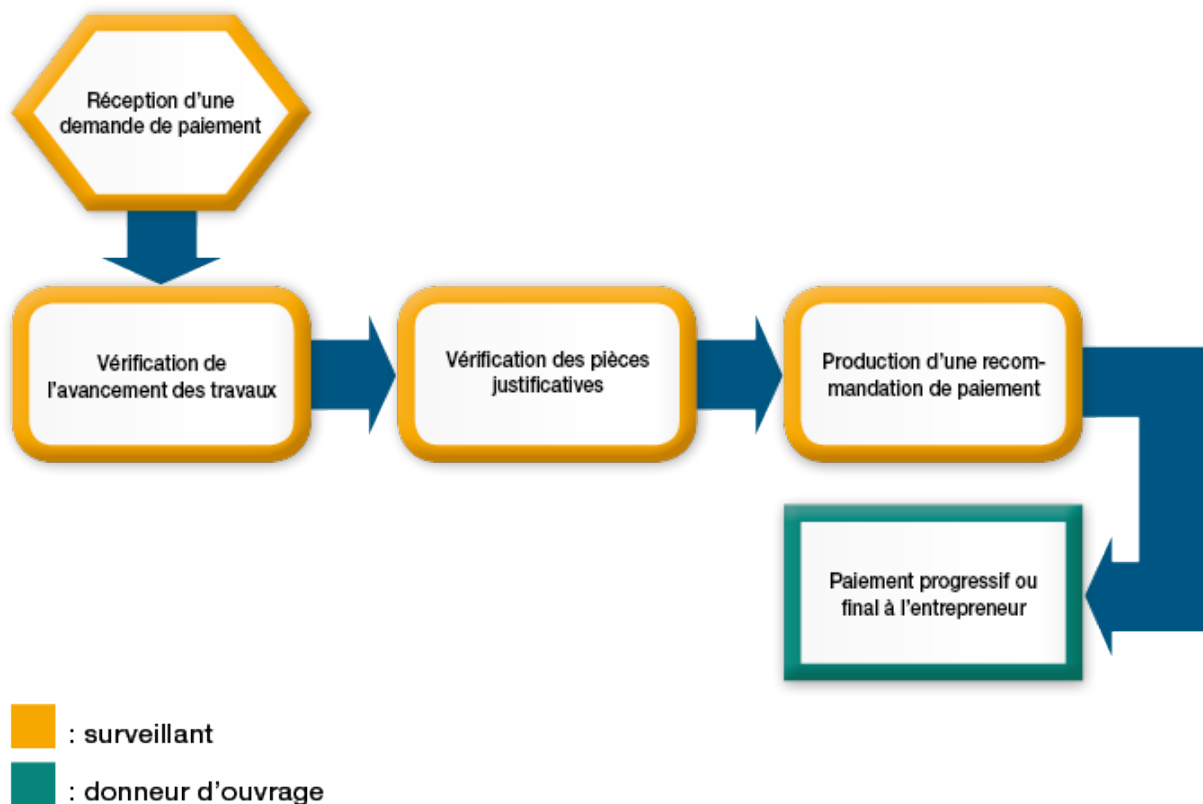 Réception d'une
demande de paiement
Vérification de
l'avancement des travaux
Vérification des pièces
justificatives
Production d'une recom-
mandation de paiement
Paiement progressif ou
final à l'entrepreneur
: surveillant
: donneur d'ouvrage